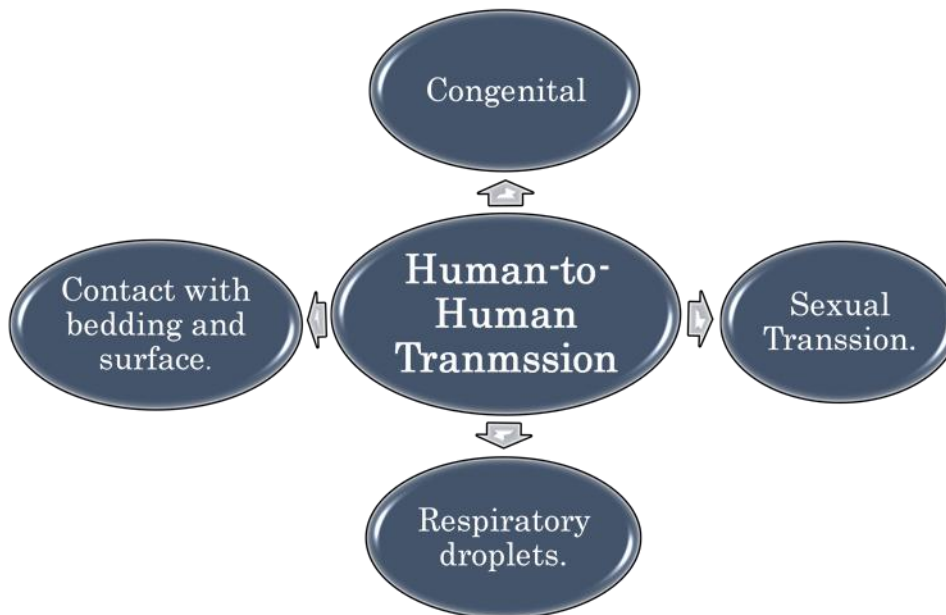 Congenital
Human-to-
Human
Tranmssion
Contact with
bedding and
surface.
Sexual
Transsion.
Respiratory
droplets.